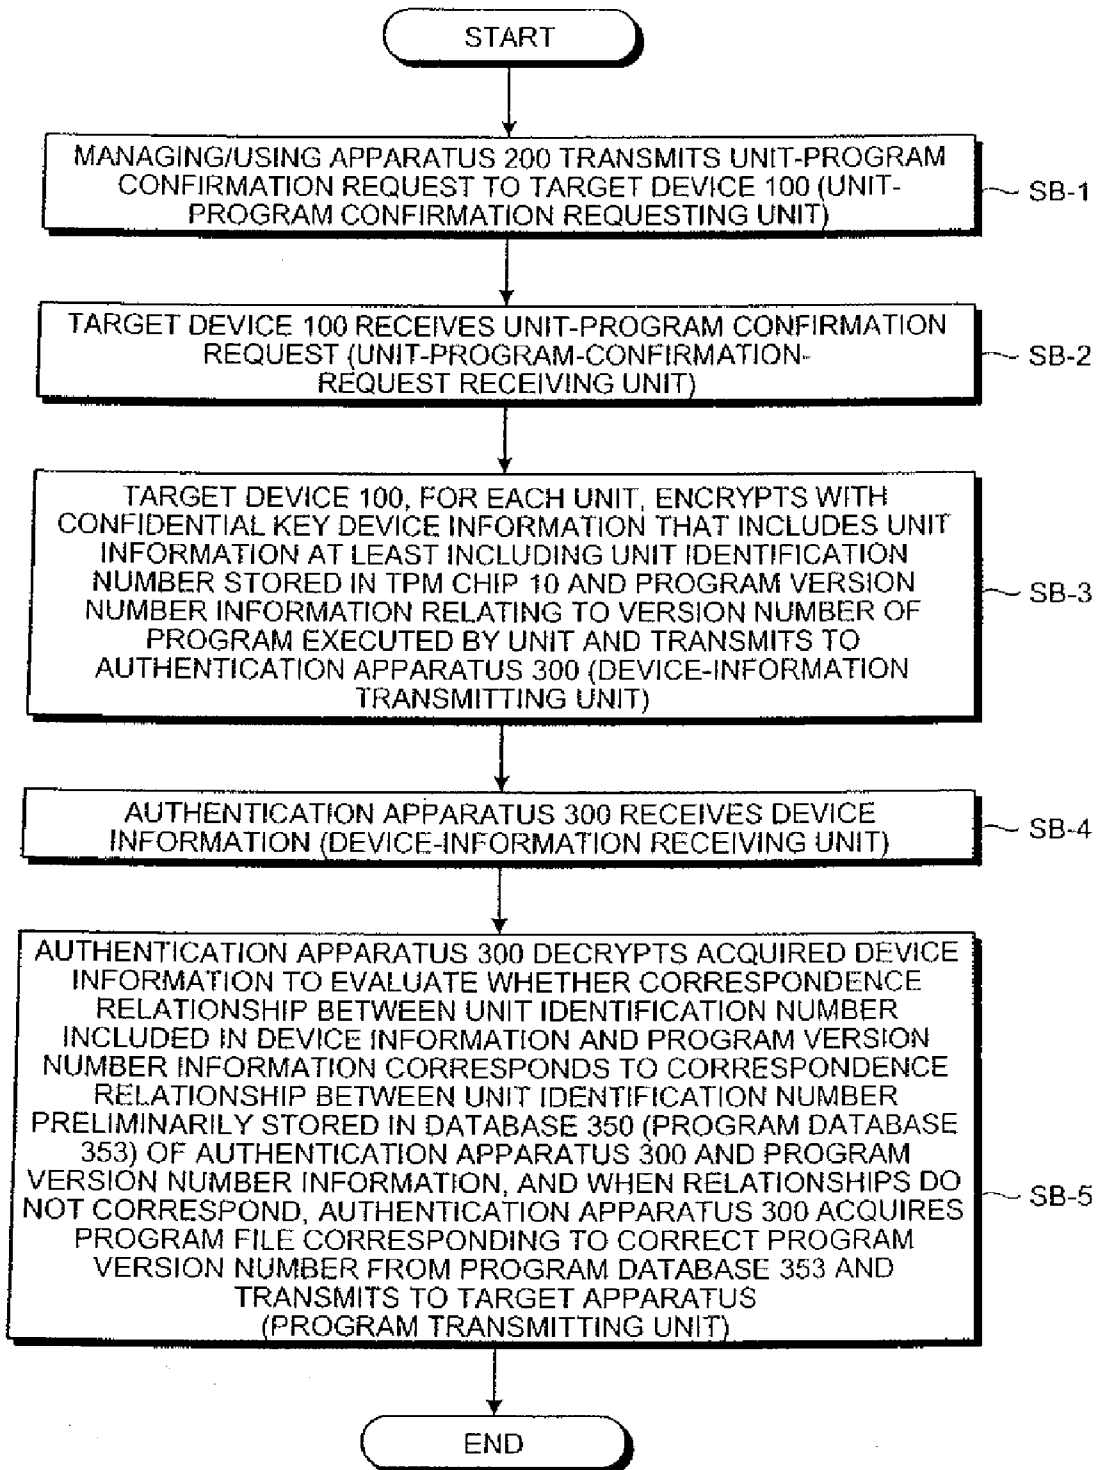 START
MANAGING/USING APPARATUS 200 TRANSMITS UNIT-PROGRAM
CONFIRMATION REQUEST TO TARGET DEVICE 100 (UNIT-
PROGRAM CONFIRMATION REQUESTING UNIT)
SB-1
TARGET DEVICE 100 RECEIVES UNIT-PROGRAM CONFIRMATION
REQUEST (UNIT-PROGRAM-CONFIRMATION-
REQUEST RECEIVING UNIT)
SB-2
TARGET DEVICE 100, FOR EACH UNIT, ENCRYPTS WITH
CONFIDENTIAL KEY DEVICE INFORMATION THAT INCLUDES UNIT
INFORMATION AT LEAST INCLUDING UNIT IDENTIFICATION
NUMBER STORED IN TPM CHIP 10 AND PROGRAM VERSION
NUMBER INFORMATION RELATING TO VERSION NUMBER OF
PROGRAM EXECUTED BY UNIT AND TRANSMITS TO
AUTHENTICATION APPARATUS 300 (DEVICE-INFORMATION
TRANSMITTING UNIT)
SB-3
AUTHENTICATION APPARATUS 300 RECEIVES DEVICE
INFORMATION (DEVICE-INFORMATION RECEIVING UNIT)
SB-4
AUTHENTICATION APPARATUS 300 DECRYPTS ACQUIRED DEVICE
INFORMATION TO EVALUATE WHETHER CORRESPONDENCE
RELATIONSHIP BETWEEN UNIT IDENTIFICATION NUMBER
INCLUDED IN DEVICE INFORMATION AND PROGRAM VERSION
NUMBER INFORMATION CORRESPONDS TO CORRESPONDENCE
RELATIONSHIP BETWEEN UNIT IDENTIFICATION NUMBER
PRELIMINARILY STORED IN DATABASE 350 (PROGRAM DATABASE
353) OF AUTHENTICATION APPARATUS 300 AND PROGRAM
VERSION NUMBER INFORMATION, AND WHEN RELATIONSHIPS DO
NOT CORRESPOND, AUTHENTICATION APPARATUS 300 ACQUIRES
PROGRAM FILE CORRESPONDING TO CORRECT PROGRAM
VERSION NUMBER FROM PROGRAM DATABASE 353 AND
TRANSMITS TO TARGET APPARATUS
(PROGRAM TRANSMITTING UNIT)
SB-5
END